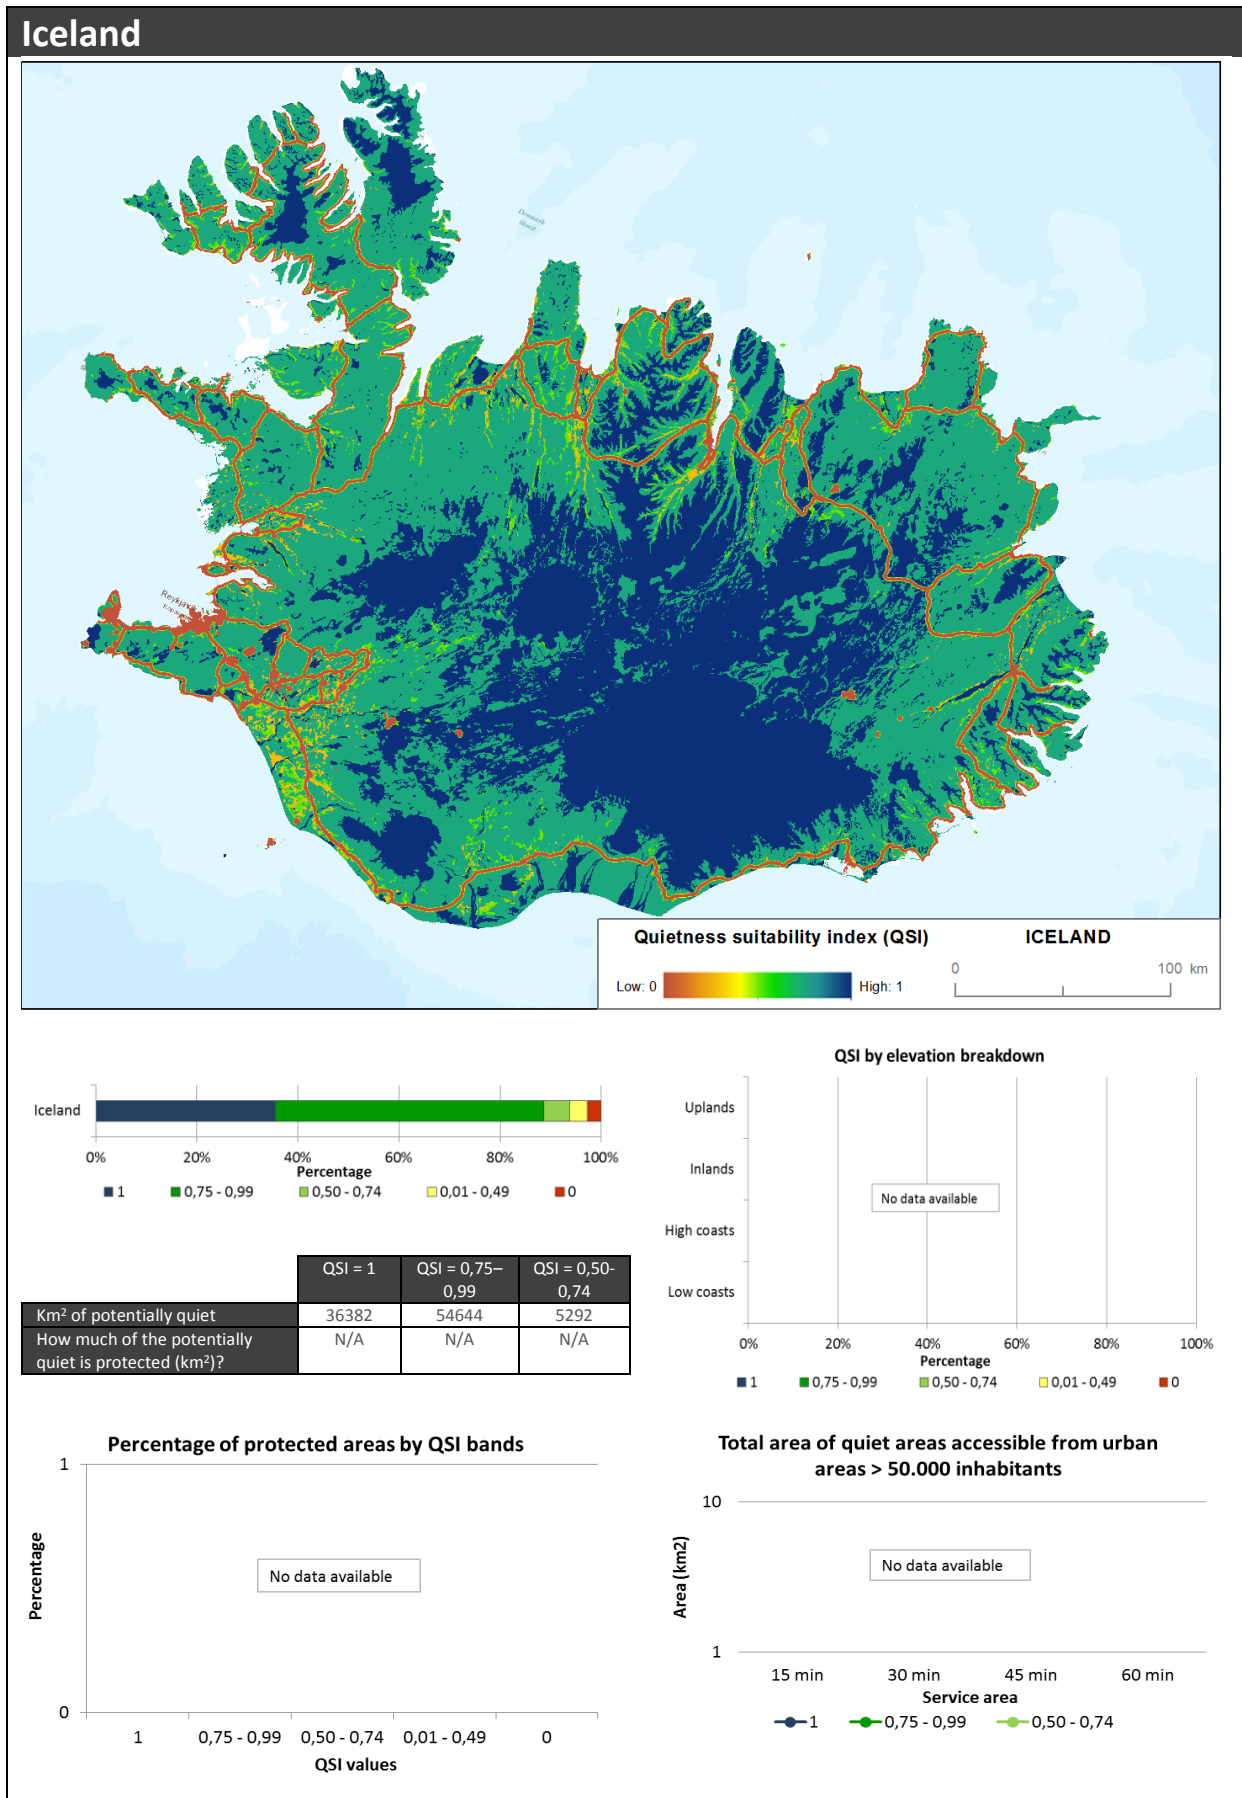 Iceland
Denmark
Strait
Reykjavik
Quietness suitability index (QSI)
ICELAND
Low: 0
High: 1
0
100 km
Iceland
0%
20%
40%
60%
80%
100%
Percentage
1
0,75 - 0,99
0,50 - 0,74
0,01 - 0,49
0
QSI by elevation breakdown
Uplands
Inlands
High coasts
Low coasts
No data available
0%
20%
40%
60%
80%
100%
Percentage
1
0,75 - 0,99
0,50 - 0,74
0,01 - 0,49
0
QSI = 1
QSI = 0,75–
0,99
QSI = 0,50-
0,74
Km² of potentially quiet
36382
54644
5292
How much of the potentially
quiet is protected (km²)?
N/A
N/A
N/A
Percentage of protected areas by QSI bands
1
0
Percentage
No data available
1
0,75 - 0,99
0,50 - 0,74
0,01 - 0,49
0
QSI values
Total area of quiet areas accessible from urban
areas > 50.000 inhabitants
10
1
Area (km2)
No data available
15 min
30 min
45 min
60 min
Service area
1
0,75 - 0,99
0,50 - 0,74